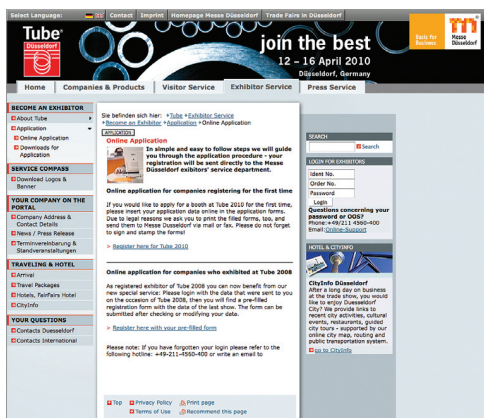 Select Language:
Contact | Imprint | Homepage Messe Düsseldorf | Trade Fairs in Düsseldorf
Tube®
Düsseldorf
join the best
12 – 16 April 2010
Düsseldorf, Germany
Basis for
Business
Messe
Düsseldorf
Home
Companies & Products
Visitor Service
Exhibitor Service
Press Service
BECOME AN EXHIBITOR
About Tube
Application
Online Application
Downloads for
Application
SERVICE COMPASS
Download Logos &
Banner
YOUR COMPANY ON THE
PORTAL
Company Address &
Contact Details
News / Press Release
Terminvereinbarung &
Standveranstaltungen
TRAVELING & HOTEL
Arrival
Travel Packages
Hotels, FairFairs Hotel
CityInfo
YOUR QUESTIONS
Contacts Duesseldorf
Contacts International
Sie befinden sich hier: Tube Exhibitor Service
Become an Exhibitor Application Online Application
APPLICATION
Online Application
In simple and easy to follow steps we will guide
you through the application procedure - your
registration will be sent directly to the Messe
Düsseldorf exibitors' service department.
Online application for companies registering for the first time
If you would like to apply for a booth at Tube 2010 for the first time,
please insert your application data online in the application forms.
Due to legal reasons we ask you to print the filled forms, too, and
send them to Messe Düsseldorf via mail or fax. Please do not forget
to sign and stamp the forms!
> Register here for Tube 2010
Online application for companies who exhibited at Tube 2008
As registered exhibitor of Tube 2008 you can now benefit from our
new special service: Please login with the data that were sent to you
on the occasion of Tube 2008, then you will find a pre-filled
registration form with the data of the last show. The form can be
submitted after checking or modifying your data.
> Register here with your pre-filled form
Please note: If you have forgotten your login please refer to the
following hotline: +49-211-4560-400 or write an email to
Top
Privacy Policy
Print page
Terms of Use
Recommend this page
SEARCH
Search
LOGIN FOR EXHIBITORS
Ident No.
Order No.
Password
Login
Questions concerning your
password or OOS?
Phone:+49/211 4560-400
Email:Online-Support
HOTEL & CITYINFO
CityInfo Düsseldorf
After a long day on business
at the trade show, you would
like to enjoy Duesseldorf
City? We provide links to
recent city activities, cultural
events, restaurants, guided
city tours - supported by our
online city map, routing and
public transportation system.
go to CityInfo